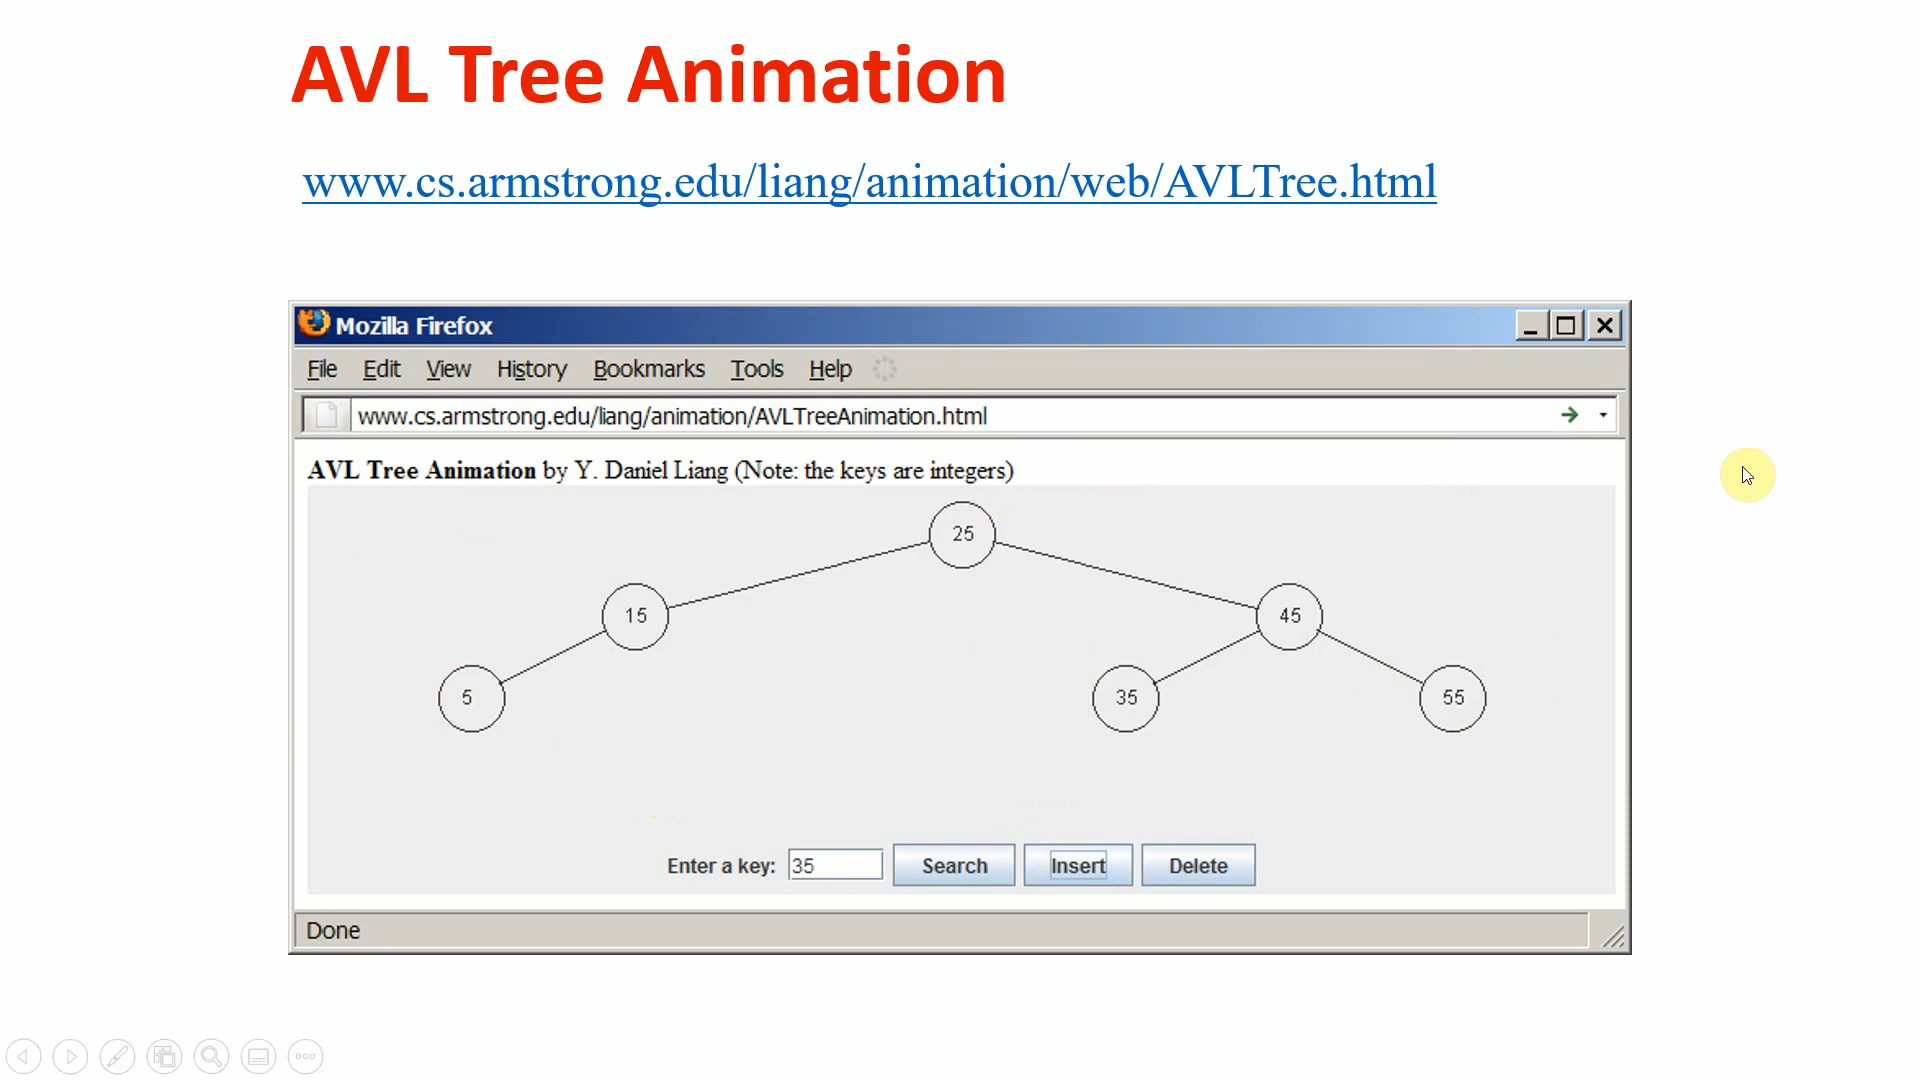 AVL Tree Animation
www.cs.armstrong.edu/liang/animation/web/AVLTree.html
Mozilla Firefox
File Edit View History Bookmarks Tools Help
www.cs.armstrong.edu/liang/animation/AVLTreeAnimation.html
AVL Tree Animation by Y. Daniel Liang (Note: the keys are integers)
25
15 45
5 35 55
Enter a key: 35 Search Insert Delete
Done